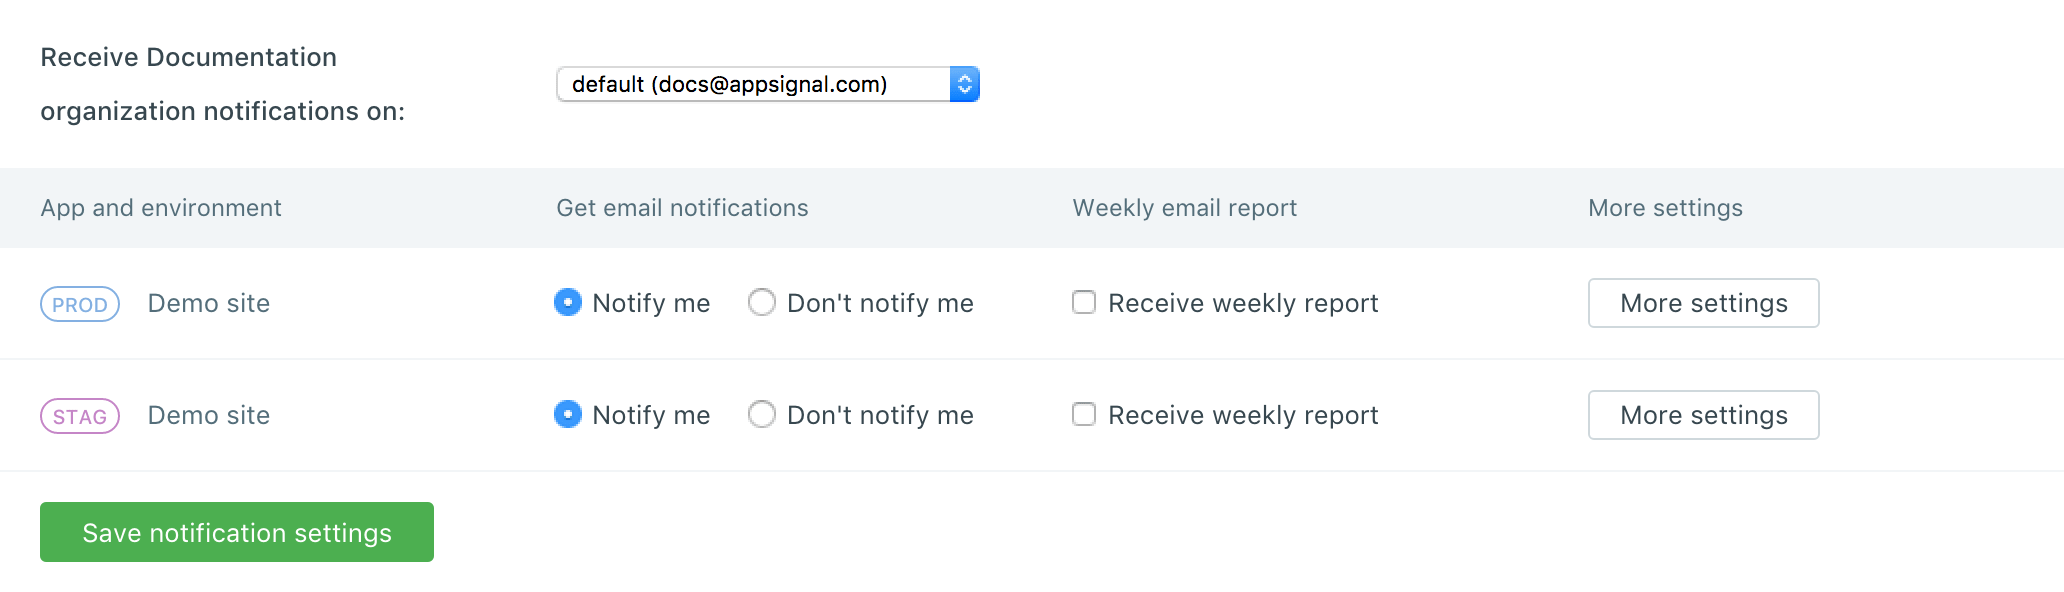 Receive Documentation
organization notifications on:
default (docs@appsignal.com)
App and environment Get email notifications Weekly email report More settings
PROD Demo site Notify me Don't notify me Receive weekly report More settings
STAG Demo site Notify me Don't notify me Receive weekly report More settings
Save notification settings